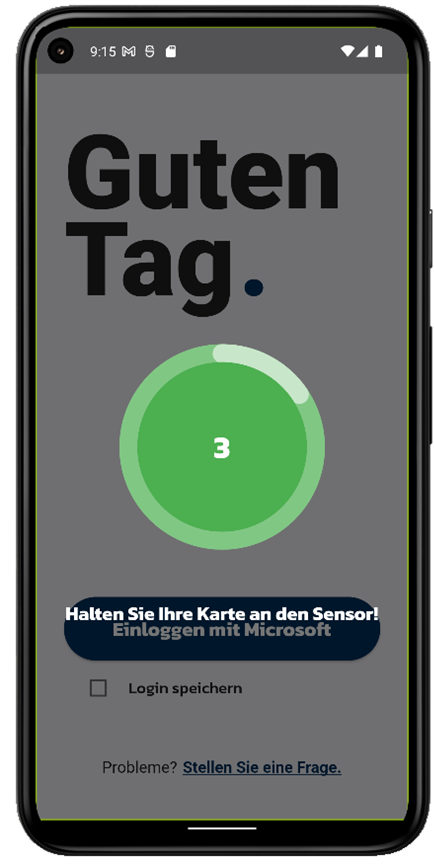 9:15
Guten
Tag.
3
Halten Sie Ihre Karte an den Sensor!
Einloggen mit Microsoft
Login speichern
Probleme? Stellen Sie eine Frage.